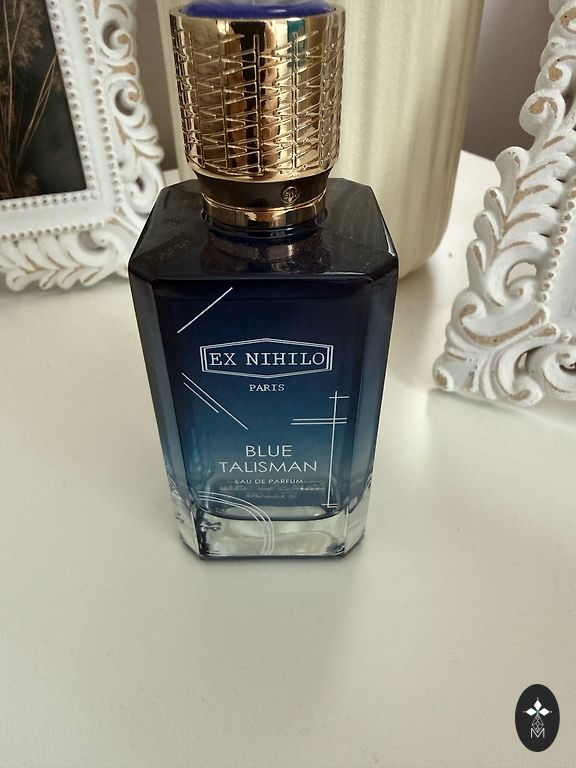 EX NIHILO
PARIS
BLUE
TALISMAN
EAU DE PARFUM
M